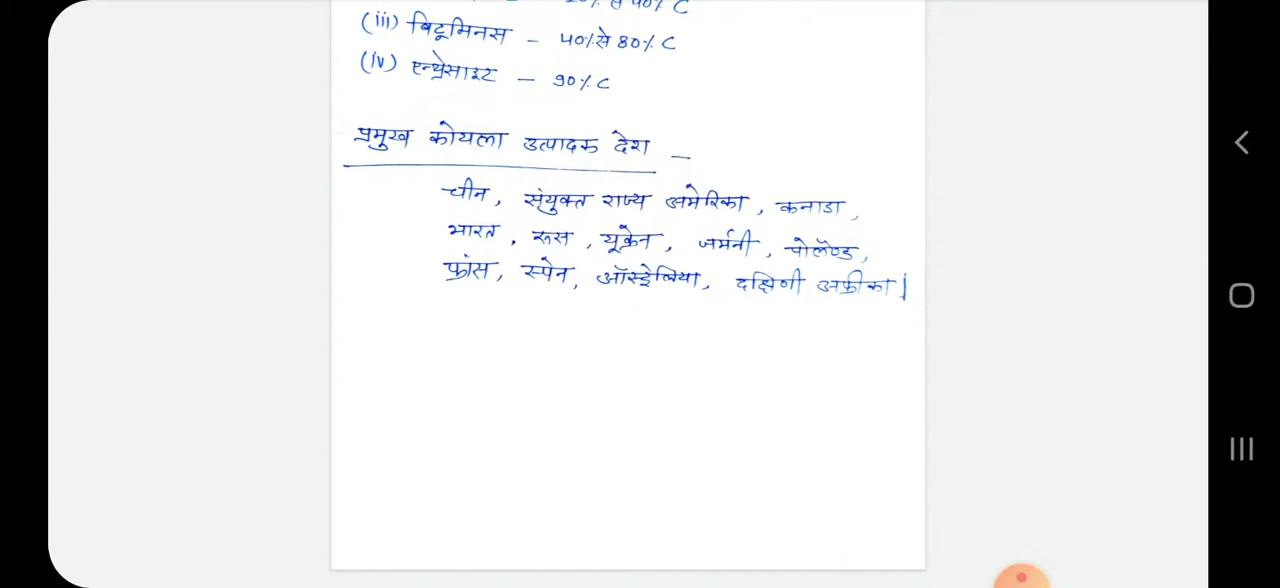 से 40% C
(iii) बिटूमिनस – 40% से 80% C
(iv) एन्थ्रेसाइट – 90% C
प्रमुख कोयला उत्पादक देश –
चीन, संयुक्त राज्य अमेरिका, कनाडा,
भारत, रूस, यूक्रेन, जर्मनी, पोलैण्ड,
फ्रांस, स्पेन, ऑस्ट्रेलिया, दक्षिणी अफ्रीका।